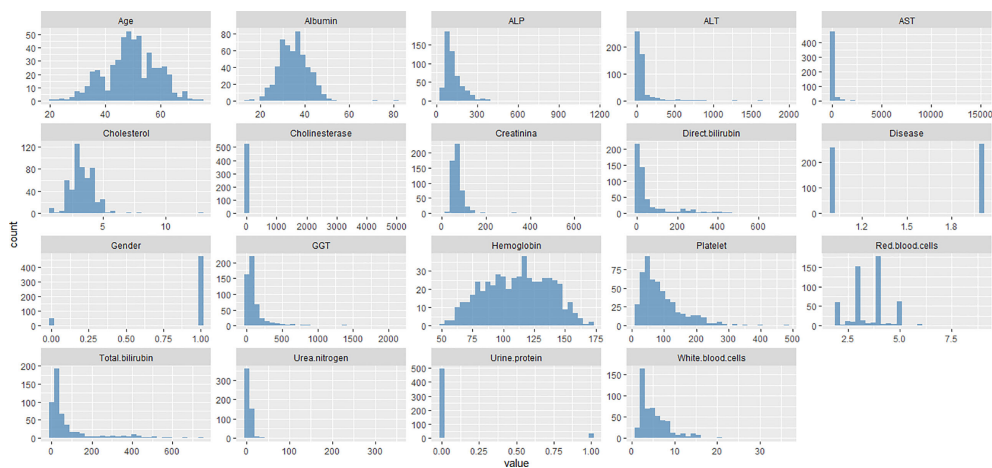 Age Albumin ALP ALT AST
50 40 30 20 10 0
20 40 60
80 60 40 20 0
20 40 60 80
150 100 50 0
0 300 600 900 1200
200 100 0
0 500 1000 1500 2000
400 300 200 100 0
0 5000 10000 15000
Cholesterol Cholinesterase Creatinina Direct.bilirubin Disease
120 80 40 0
5 10
500 400 300 200 100 0
0 1000 2000 3000 4000 5000
200 150 100 50 0
0 200 400 600
200 150 100 50 0
0 200 400 600
200 100 0
1.2 1.5 1.8
Gender GGT Hemoglobin Platelet Red.blood.cells
400 300 200 100 0
0.00 0.25 0.50 0.75 1.00
200 150 100 50 0
0 500 1000 1500 2000
30 20 10 0
50 75 100 125 150 175
75 50 25 0
0 100 200 300 400 500
150 100 50 0
2.5 5.0 7.5
Total.bilirubin Urea.nitrogen Urine.protein White.blood.cells
200 150 100 50 0
0 200 400 600
300 200 100 0
0 100 200 300
500 400 300 200 100 0
0.00 0.25 0.50 0.75 1.00
150 100 50 0
0 10 20 30
count
value